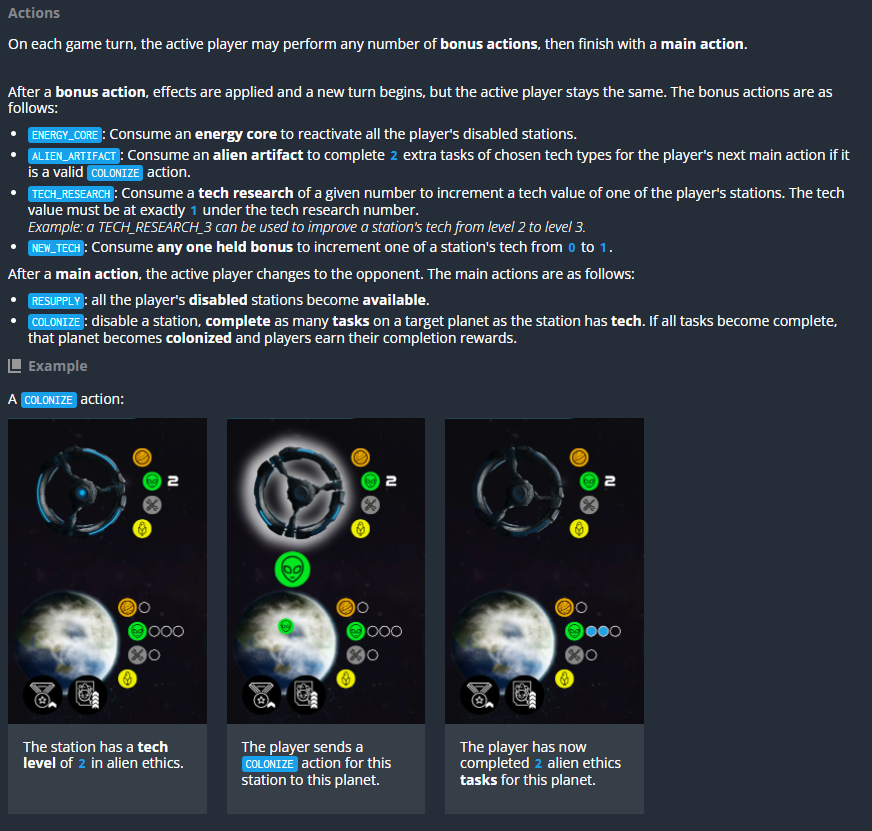 Actions
On each game turn, the active player may perform any number of bonus actions, then finish with a main action.
After a bonus action, effects are applied and a new turn begins, but the active player stays the same. The bonus actions are as
follows:
• ENERGY_CORE: Consume an energy core to reactivate all the player's disabled stations.
• ALIEN_ARTIFACT: Consume an alien artifact to complete 2 extra tasks of chosen tech types for the player's next main action if it
is a valid COLONIZE action.
• TECH_RESEARCH: Consume a tech research of a given number to increment a tech value of one of the player's stations. The tech
value must be at exactly 1 under the tech research number.
Example: a TECH_RESEARCH_3 can be used to improve a station's tech from level 2 to level 3.
• NEW_TECH: Consume any one held bonus to increment one of a station's tech from 0 to 1.
After a main action, the active player changes to the opponent. The main actions are as follows:
• RESUPPLY: all the player's disabled stations become available.
• COLONIZE: disable a station, complete as many tasks on a target planet as the station has tech. If all tasks become complete,
that planet becomes colonized and players earn their completion rewards.
Example
A COLONIZE action:
2
2
2
The station has a tech
level of 2 in alien ethics.
The player sends a
COLONIZE action for this
station to this planet.
The player has now
completed 2 alien ethics
tasks for this planet.